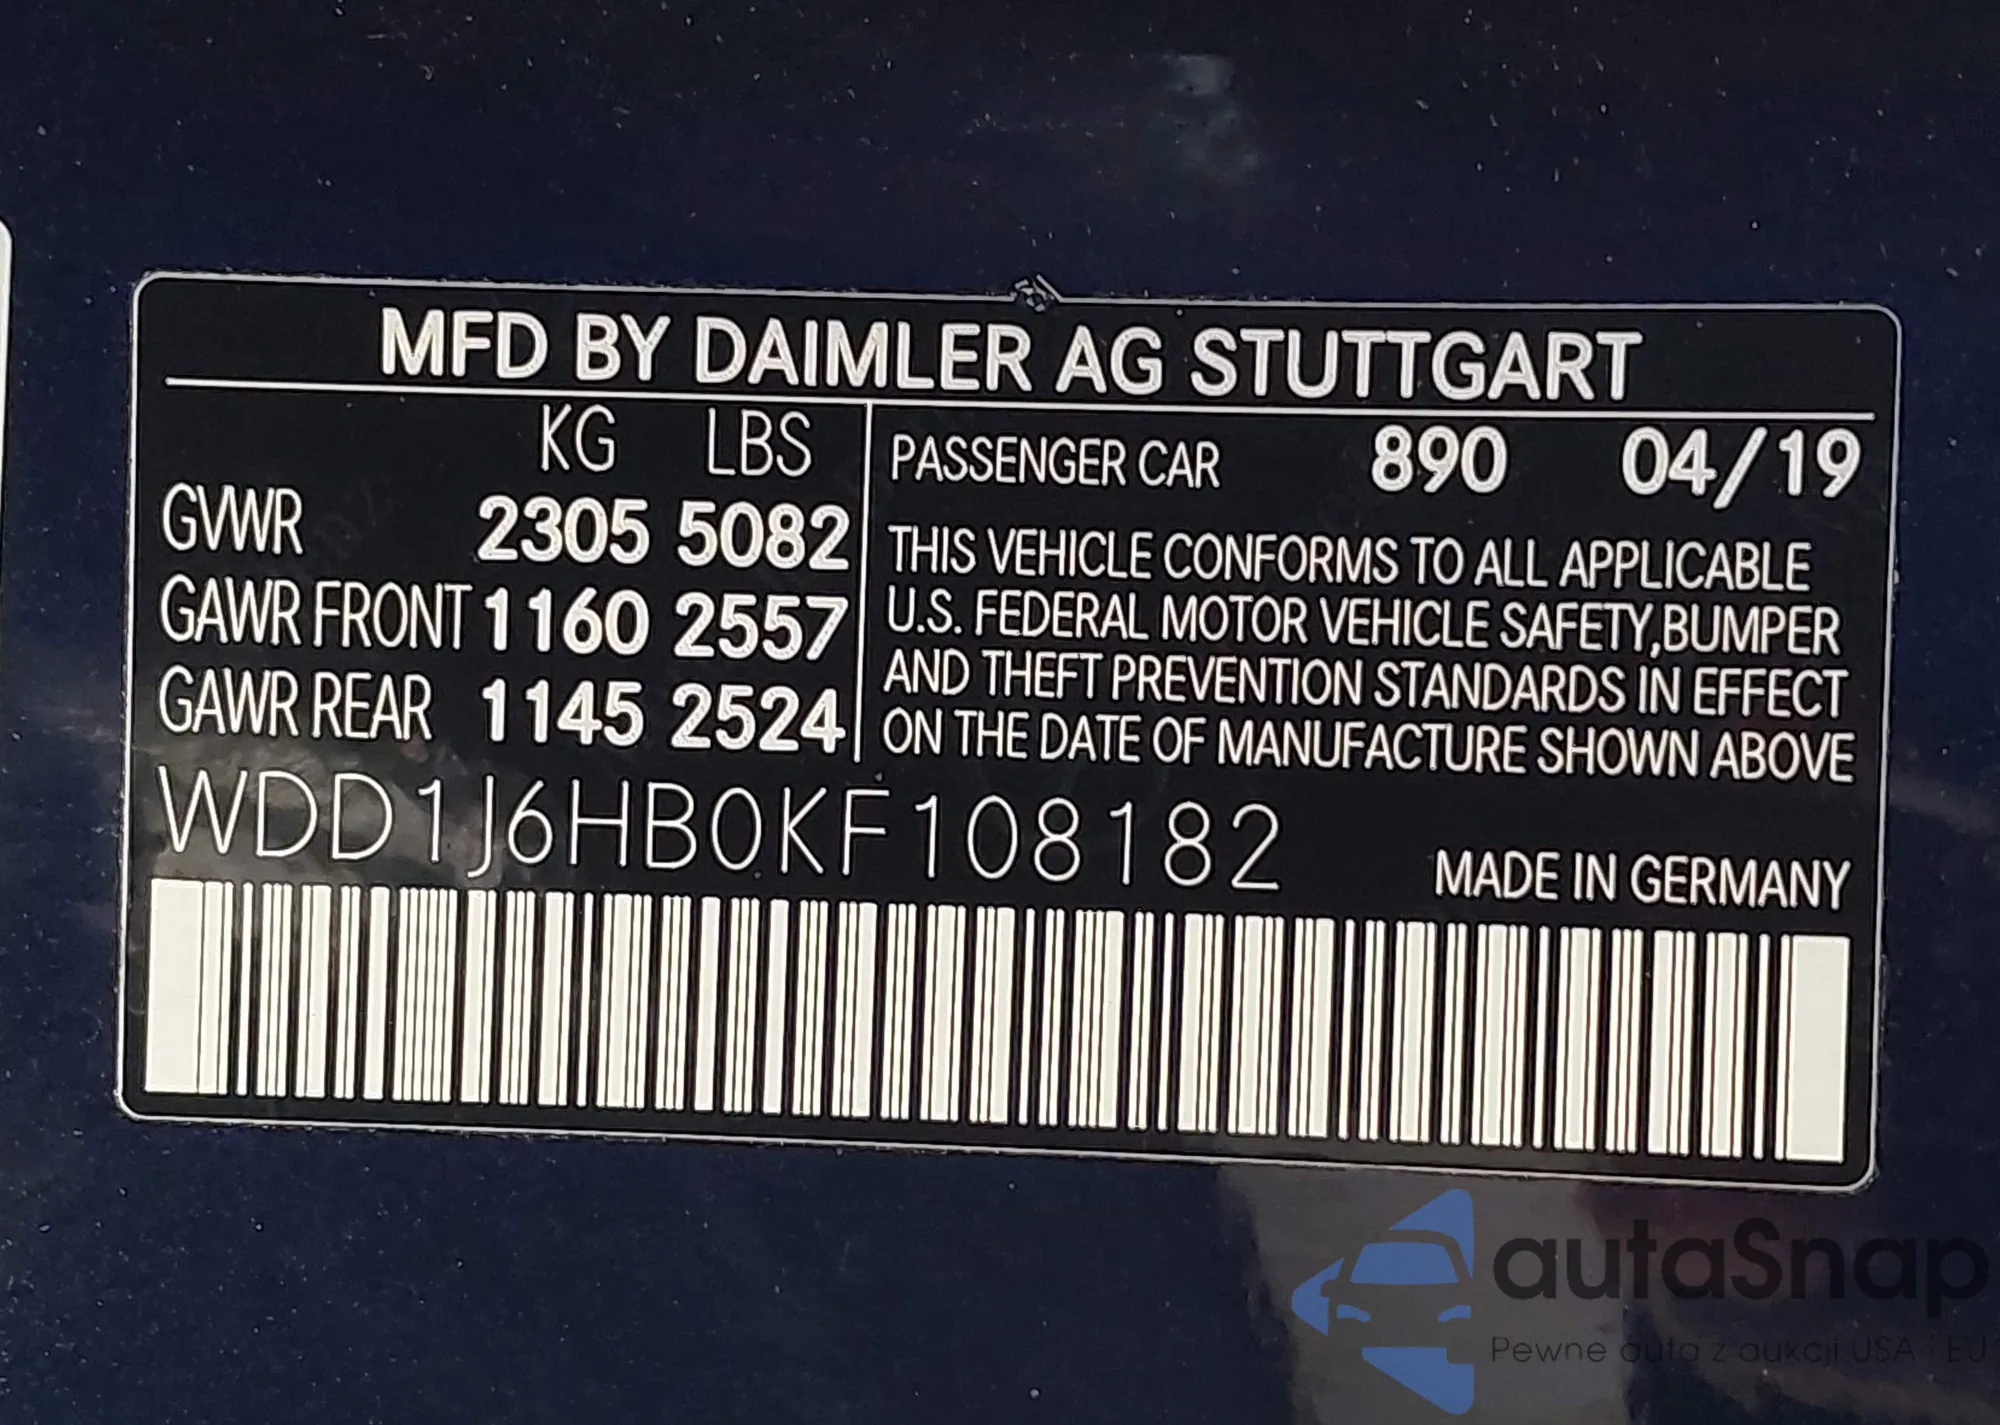 MFD BY DAIMLER AG STUTTGART
KG LBS
GVWR 2305 5082
GAWR FRONT 1160 2557
GAWR REAR 1145 2524
PASSENGER CAR 890 04/19
THIS VEHICLE CONFORMS TO ALL APPLICABLE
U.S. FEDERAL MOTOR VEHICLE SAFETY,BUMPER
AND THEFT PREVENTION STANDARDS IN EFFECT
ON THE DATE OF MANUFACTURE SHOWN ABOVE
WDD1J6HB0KF108182
MADE IN GERMANY
autaSnap
Pewne auta z aukcji USA i EU